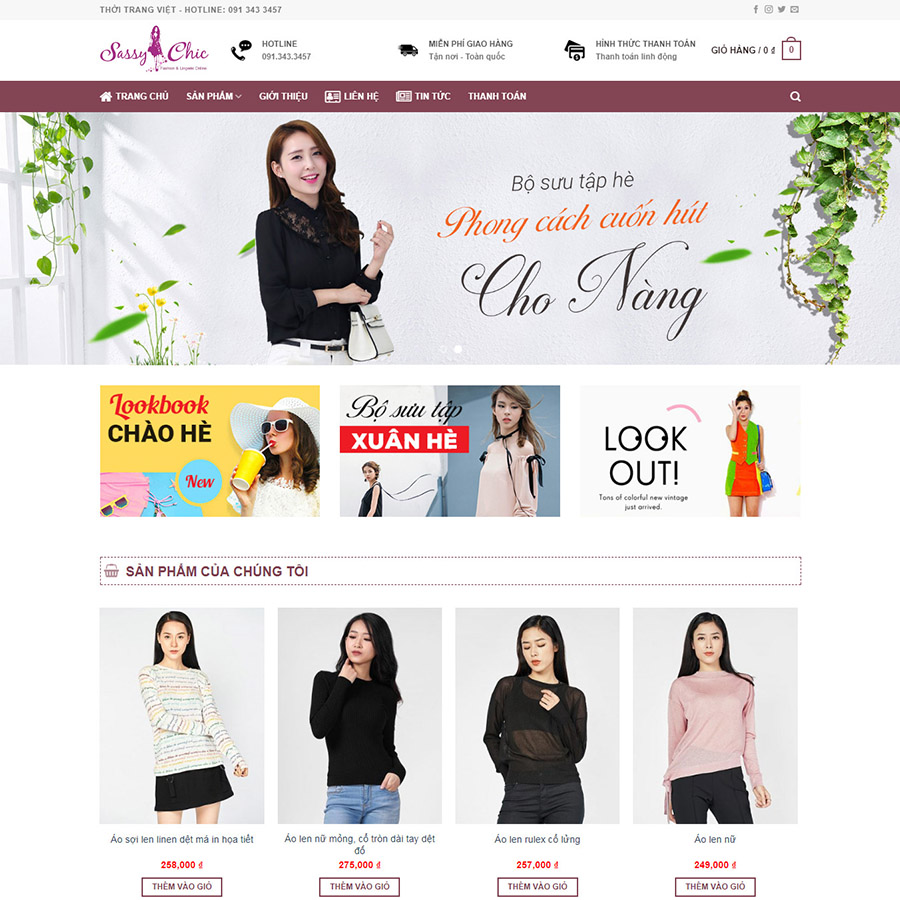 THỜI TRANG VIỆT - HOTLINE: 091 343 3457
Sassy Chic
Fashion & Lingerie Online
HOTLINE
091.343.3457
MIỄN PHÍ GIAO HÀNG
Tận nơi - Toàn quốc
HÌNH THỨC THANH TOÁN
Thanh toán linh động
GIỎ HÀNG / 0 ₫
0
TRANG CHỦ
SẢN PHẨM
GIỚI THIỆU
LIÊN HỆ
TIN TỨC
THANH TOÁN
Bộ sưu tập hè
Phong cách cuốn hút
Cho Nàng
Lookbook
CHÀO HÈ
New
Bộ sưu tập
XUÂN HÈ
LOOK
OUT!
Tons of colorful new vintage
just arrived.
SẢN PHẨM CỦA CHÚNG TÔI
Áo sợi len linen dệt má in họa tiết
258,000 ₫
THÊM VÀO GIỎ
Áo len nữ mỏng, cổ tròn dài tay dệt
đồ
275,000 ₫
THÊM VÀO GIỎ
Áo len rulex cổ lửng
257,000 ₫
THÊM VÀO GIỎ
Áo len nữ
249,000 ₫
THÊM VÀO GIỎ